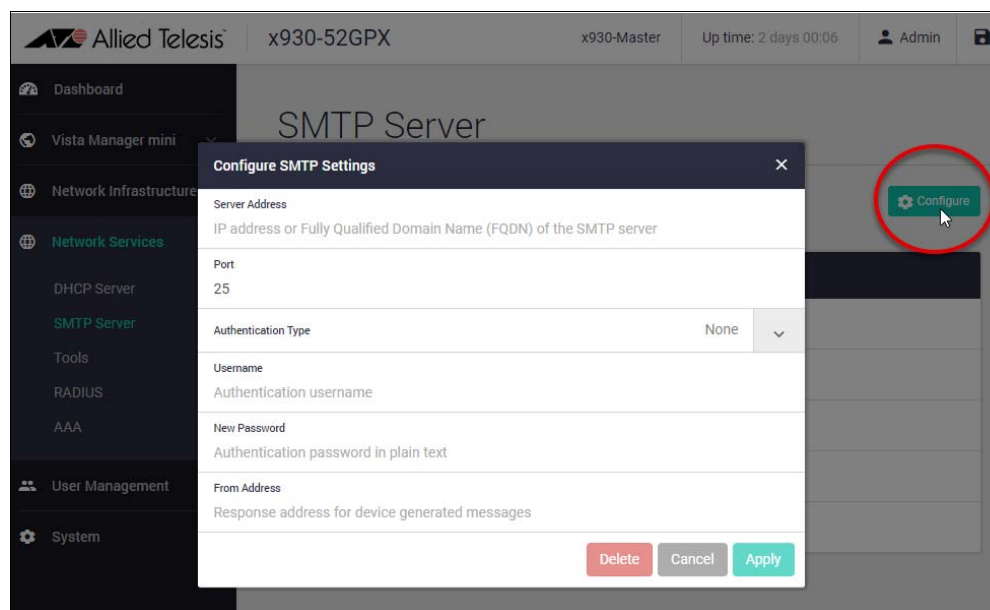 Allied Telesis
x930-52GPX
x930-Master
Up time: 2 days 00:06
Admin
Dashboard
Vista Manager mini
Network Infrastructure
Network Services
DHCP Server
SMTP Server
Tools
RADIUS
AAA
User Management
System
SMTP Server
Configure
Configure SMTP Settings
Server Address
IP address or Fully Qualified Domain Name (FQDN) of the SMTP server
Port
25
Authentication Type
None
Username
Authentication username
New Password
Authentication password in plain text
From Address
Response address for device generated messages
Delete
Cancel
Apply